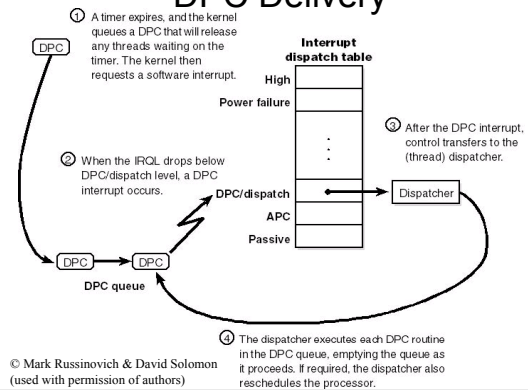 DPC Delivery
1 A timer expires, and the kernel
queues a DPC that will release
any threads waiting on the
timer. The kernel then
requests a software interrupt.
DPC
Interrupt
dispatch table
High
Power failure
3 After the DPC interrupt,
control transfers to the
(thread) dispatcher.
2 When the IRQL drops below
DPC/dispatch level, a DPC
interrupt occurs.
DPC/dispatch
Dispatcher
APC
Passive
DPC
DPC
DPC queue
4 The dispatcher executes each DPC routine
in the DPC queue, emptying the queue as
it proceeds. If required, the dispatcher also
reschedules the processor.
© Mark Russinovich & David Solomon
(used with permission of authors)